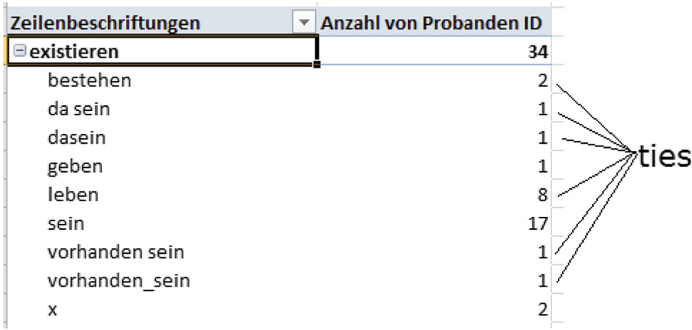 Zeilenbeschriftungen Anzahl von Probanden ID
existieren 34
bestehen 2
da sein 1
dasein 1
geben 1
leben 8
sein 17
vorhanden sein 1
vorhanden_sein 1
x 2
ties